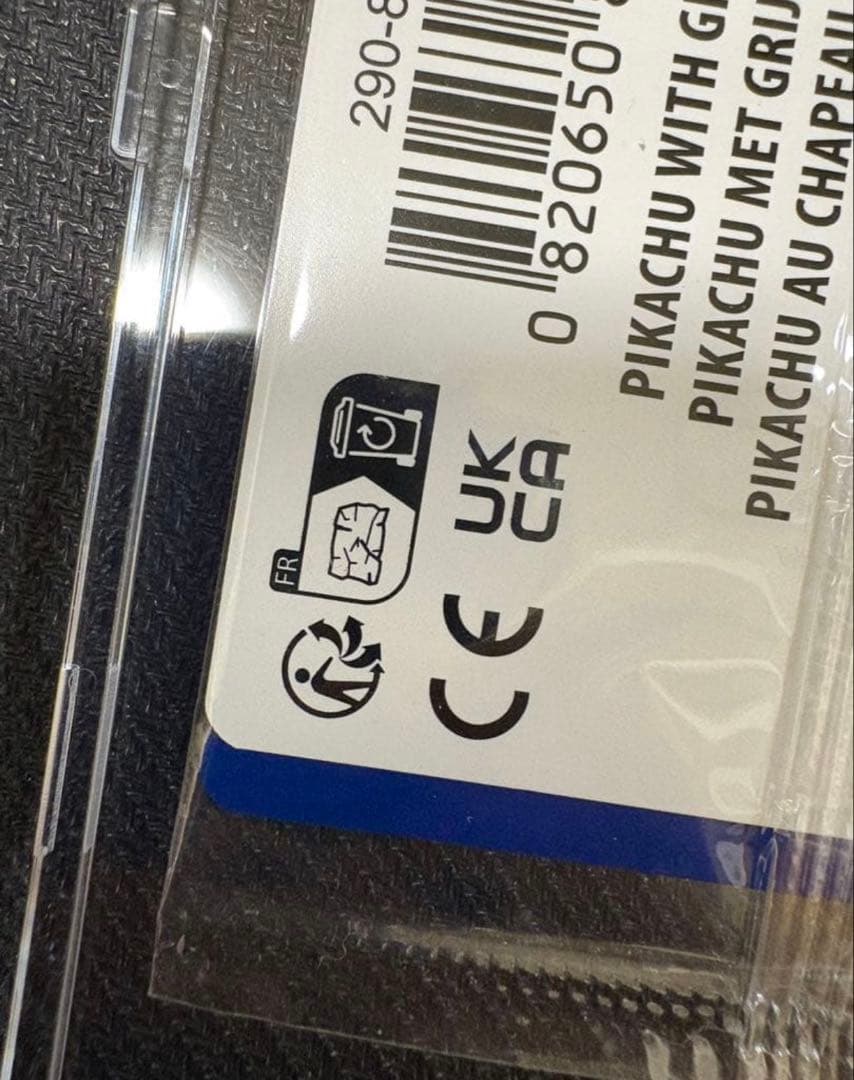 290-8
0 820650
PIKACHU WITH G
PIKACHU MET GRIJ
PIKACHU AU CHAPEAU
FR
UK
CA
CE